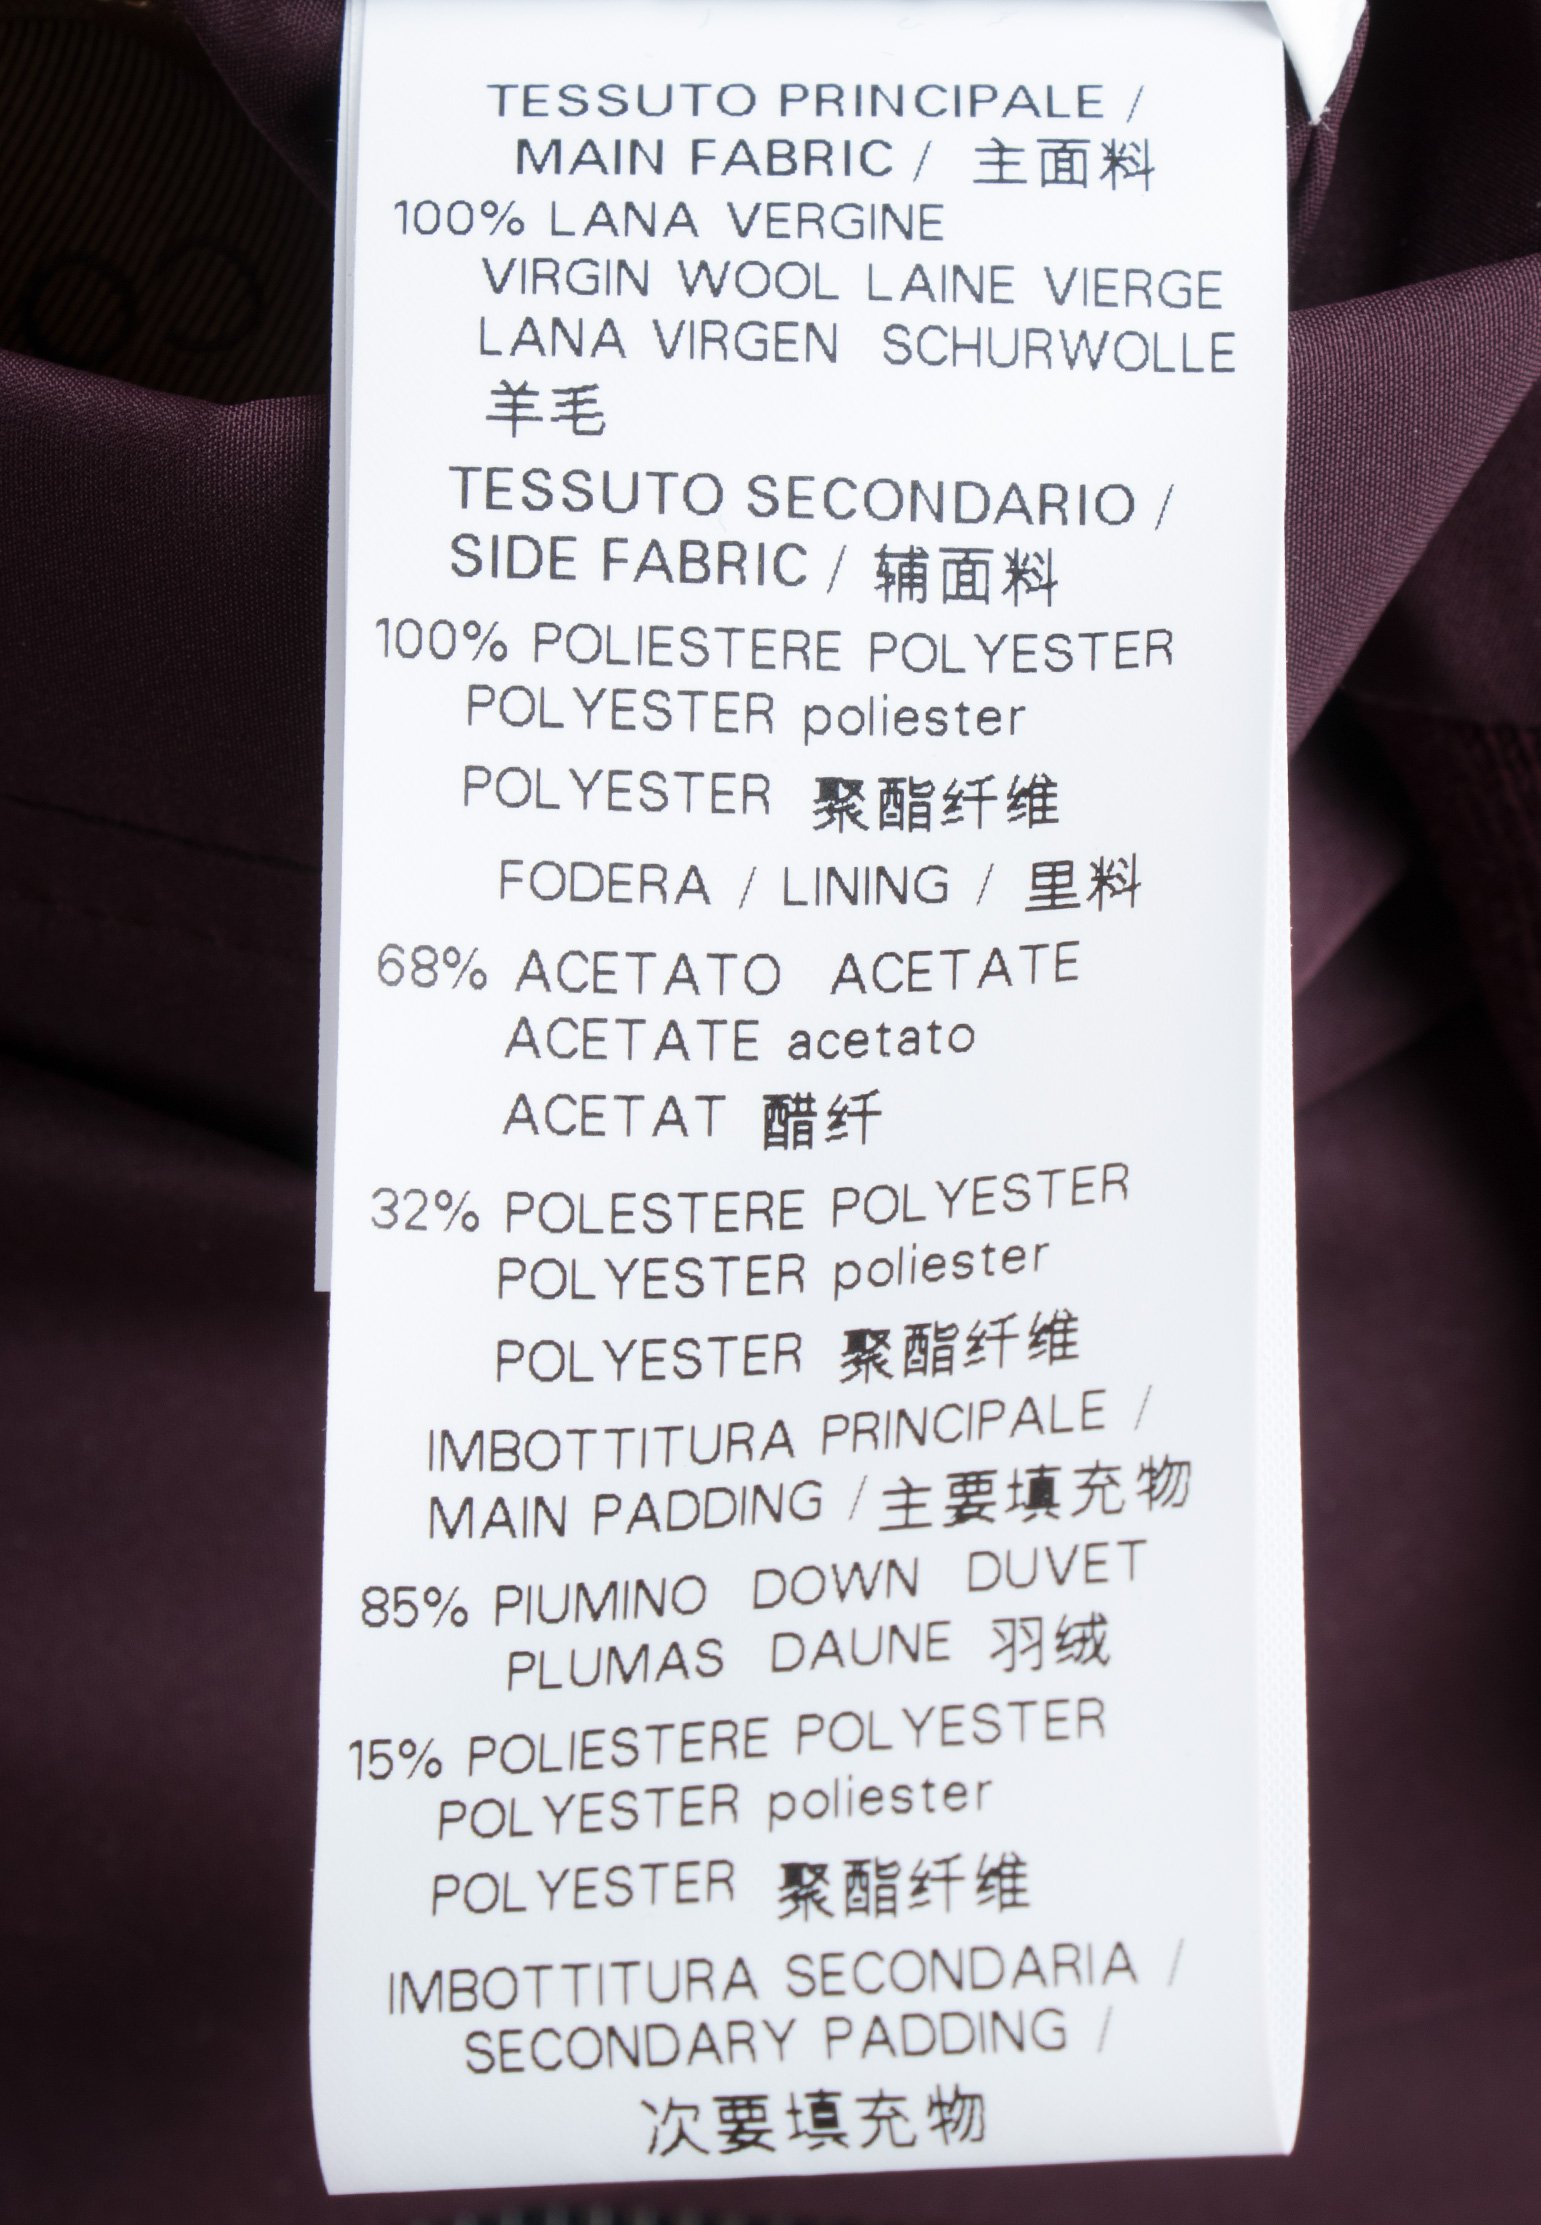 TESSUTO PRINCIPALE /
MAIN FABRIC / 主面料
100% LANA VERGINE
VIRGIN WOOL LAINE VIERGE
LANA VIRGEN SCHURWOLLE
羊毛
TESSUTO SECONDARIO /
SIDE FABRIC / 辅面料
100% POLIESTERE POLYESTER
POLYESTER poliester
POLYESTER 聚酯纤维
FODERA / LINING / 里料
68% ACETATO ACETATE
ACETATE acetato
ACETAT 醋纤
32% POLESTERE POLYESTER
POLYESTER poliester
POLYESTER 聚酯纤维
IMBOTTITURA PRINCIPALE /
MAIN PADDING / 主要填充物
85% PIUMINO DOWN DUVET
PLUMAS DAUNE 羽绒
15% POLIESTERE POLYESTER
POLYESTER poliester
POLYESTER 聚酯纤维
IMBOTTITURA SECONDARIA /
SECONDARY PADDING /
次要填充物